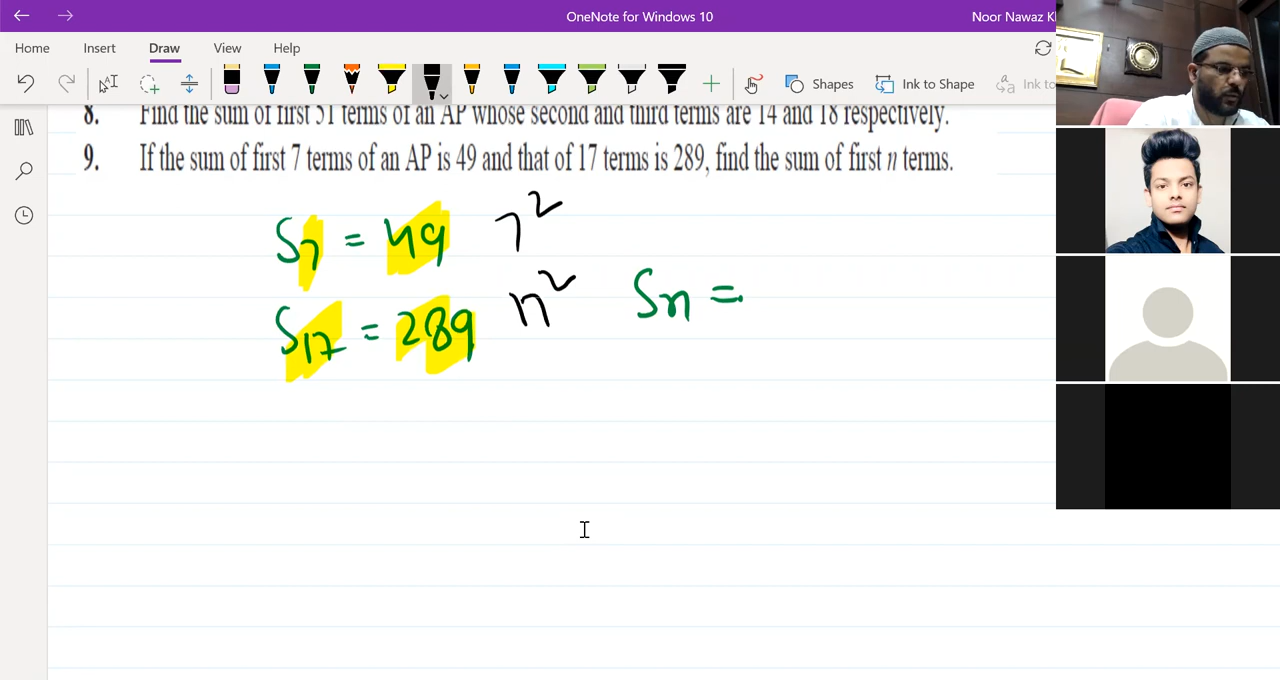 OneNote for Windows 10
Noor Nawaz K
Home Insert Draw View Help
Shapes Ink to Shape Ink to
8. Find the sum of first 51 terms of an AP whose second and third terms are 14 and 18 respectively.
9. If the sum of first 7 terms of an AP is 49 and that of 17 terms is 289, find the sum of first n terms.
S7 = 49 7²
S17 = 289 n² Sn =